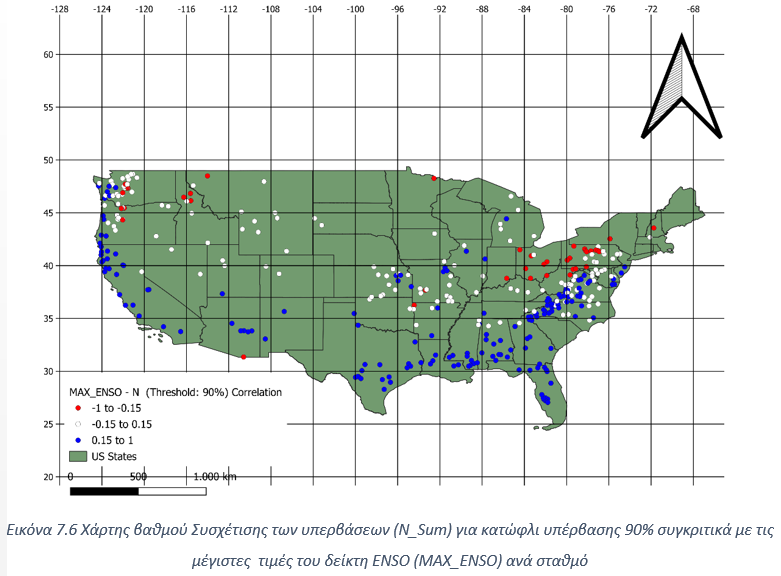 -128 -124 -120 -116 -112 -108 -104 -100 -96 -92 -88 -84 -80 -76 -72 -68
60
55
50
45
40
35
30
25
20
MAX_ENSO - N (Threshold: 90%) Correlation
-1 to -0.15
-0.15 to 0.15
0.15 to 1
US States
0 500 1.000 km
Εικόνα 7.6 Χάρτης βαθμού Συσχέτισης των υπερβάσεων (N_Sum) για κατώφλι υπέρβασης 90% συγκριτικά με τις
μέγιστες τιμές του δείκτη ENSO (MAX_ENSO) ανά σταθμό